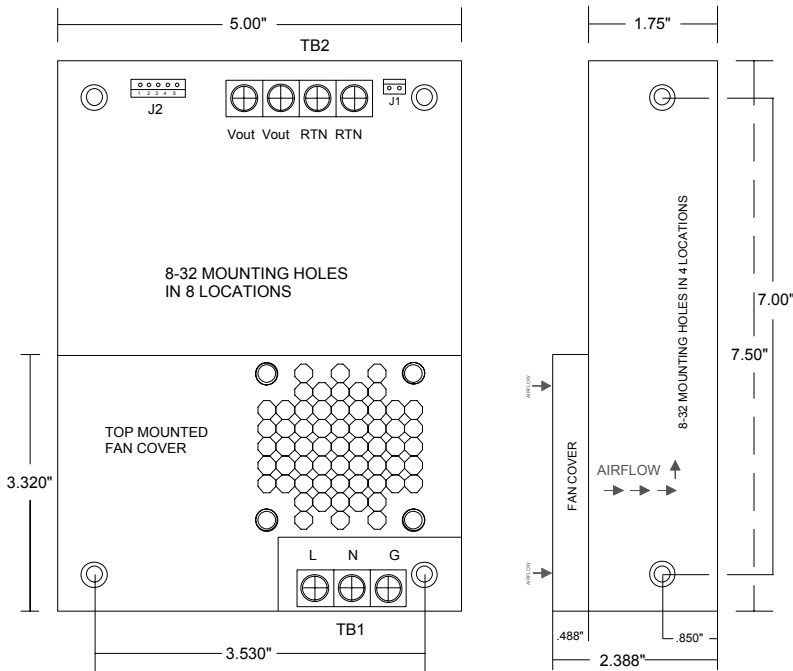 5.00"
1.75"
TB2
1 2 3 4 5
J2
J1
Vout Vout RTN RTN
8-32 MOUNTING HOLES
IN 8 LOCATIONS
8-32 MOUNTING HOLES IN 4 LOCATIONS
7.00"
7.50"
TOP MOUNTED
FAN COVER
3.320"
AIRFLOW
FAN COVER
AIRFLOW
AIRFLOW
L N G
TB1
3.530"
.488"
.850"
2.388"